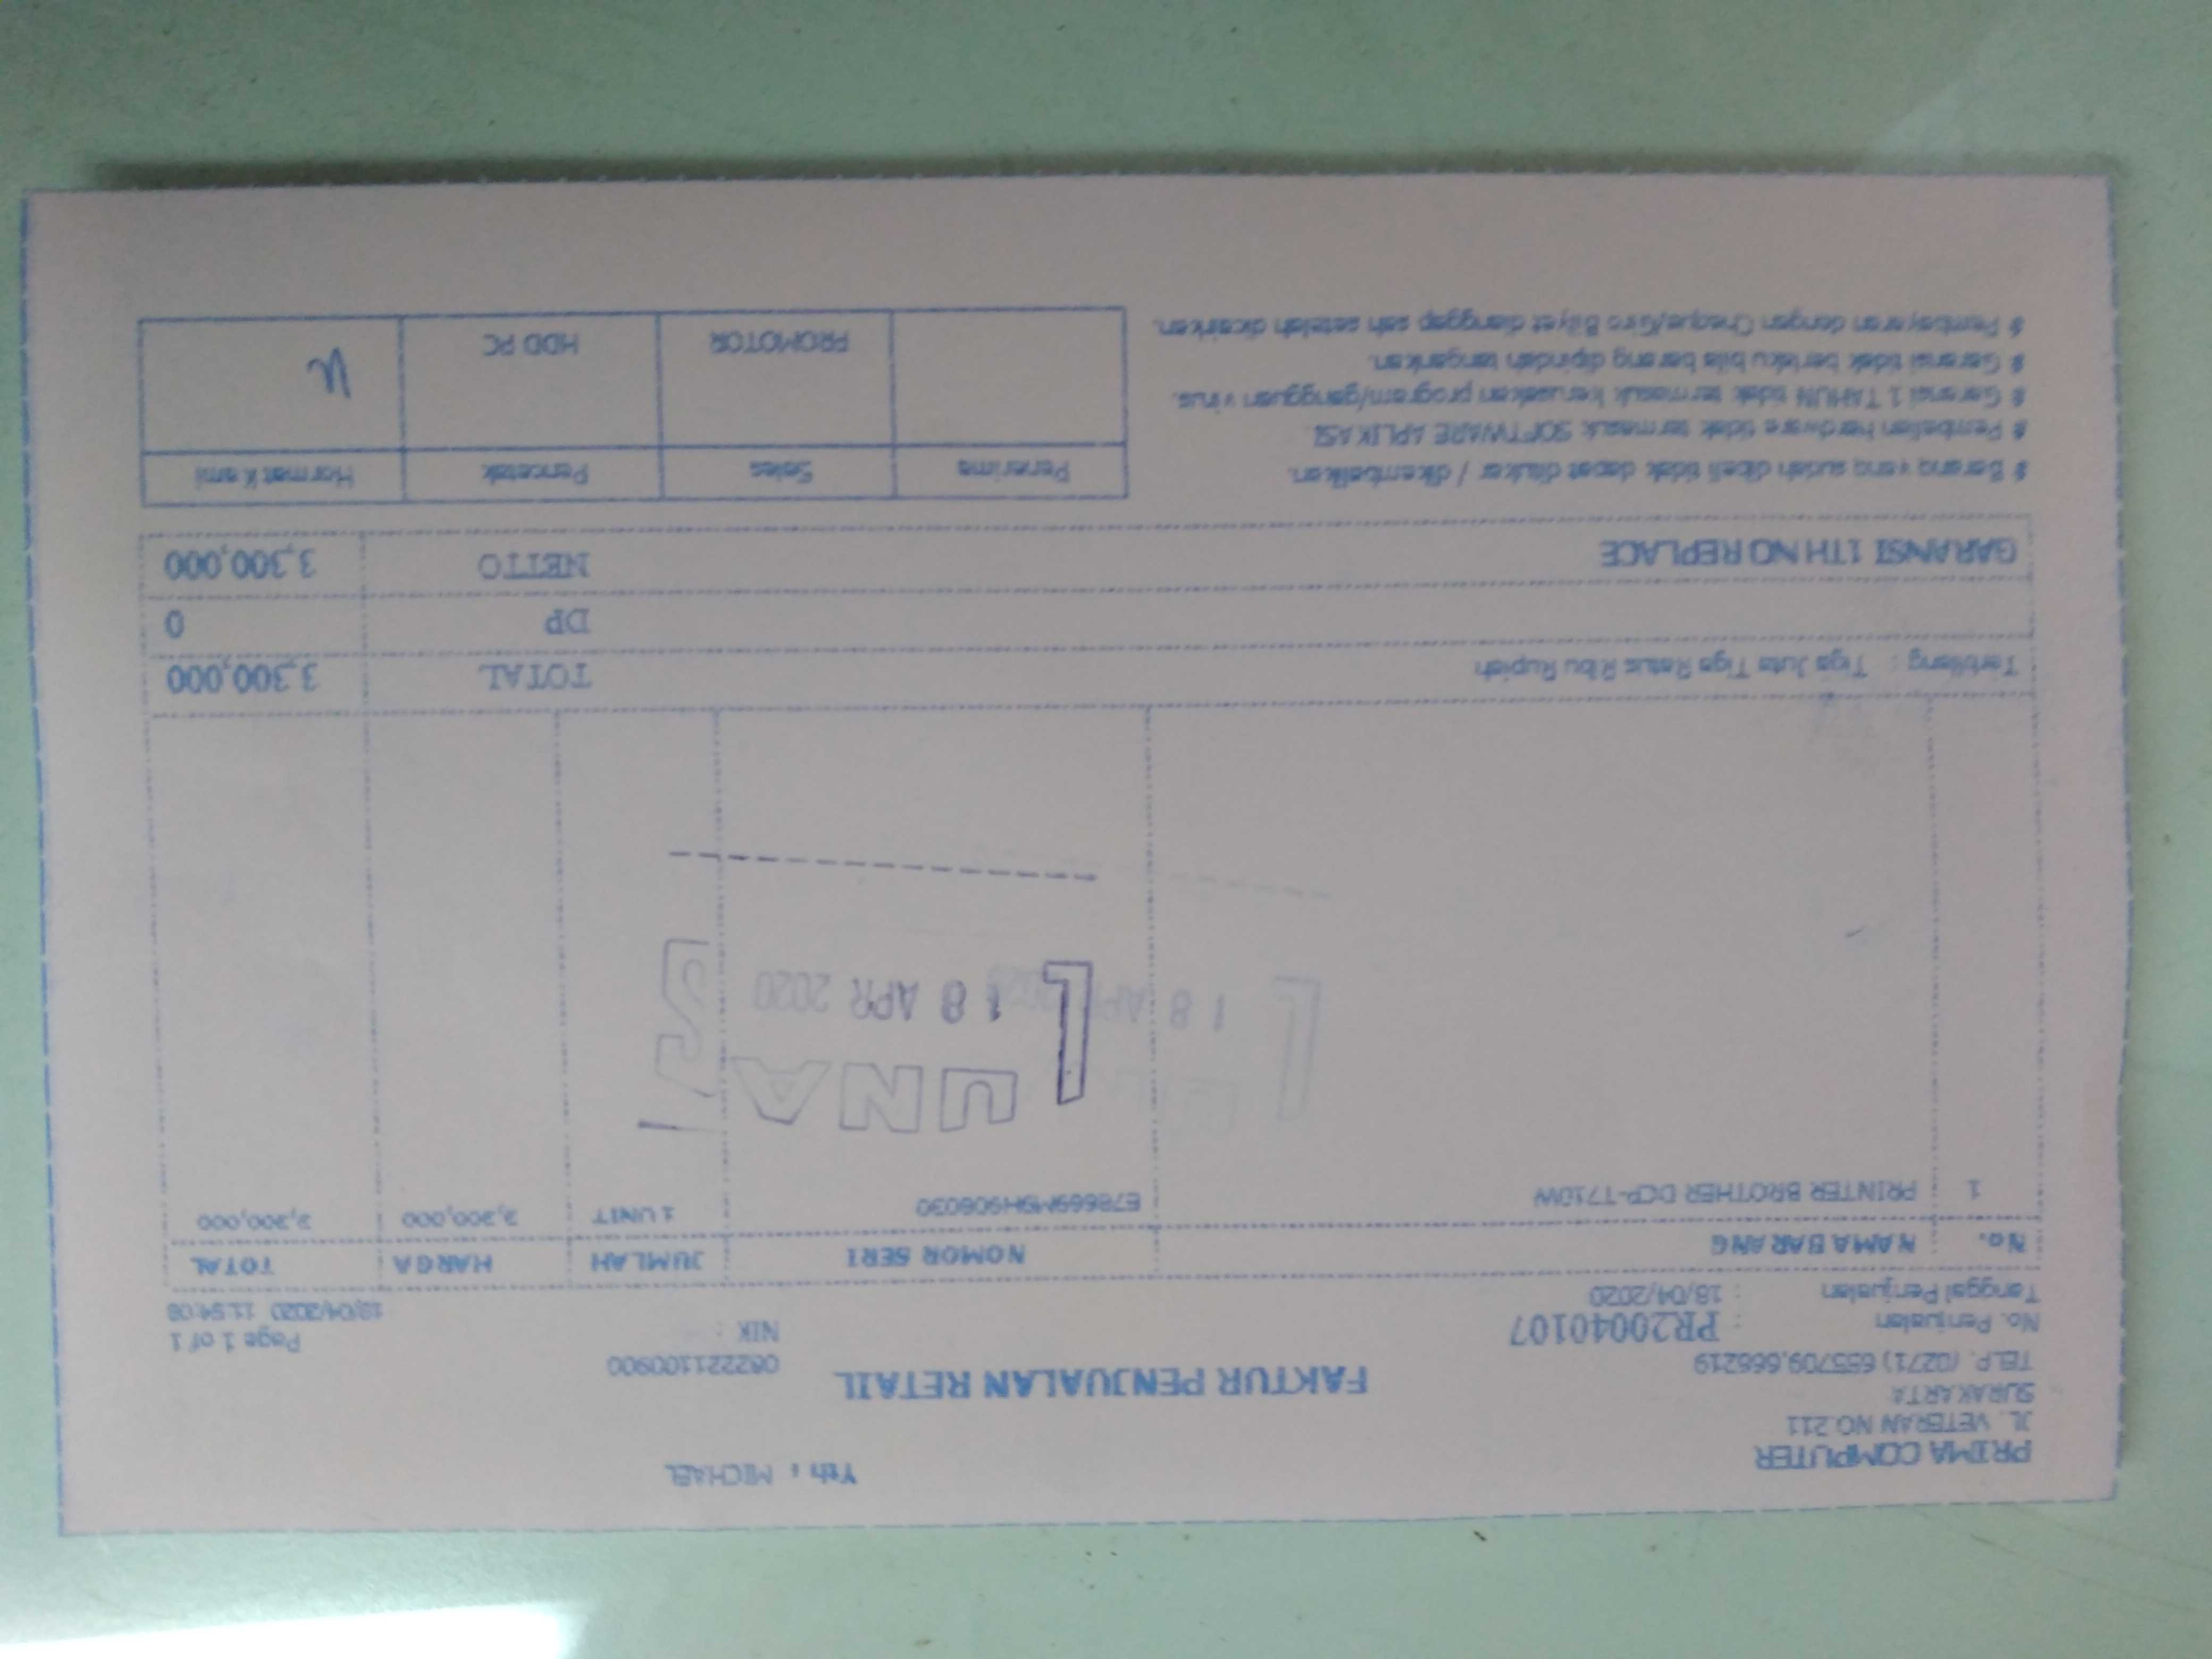 PRIMA COMPUTER
JL. VETERAN NO.211
SURAKARTA
TELP. (0271) 655709,666219
No. Penjualan : PR20040107
Tanggal Penjualan : 18/04/2020
Yth : MICHAEL
FAKTUR PENJUALAN RETAIL
082221100900
NIK :
Page 1 of 1
18/04/2020 11:54:08
No. NAMA BARANG NOMOR SERI JUMLAH HARGA TOTAL
1 PRINTER BROTHER DCP-T710W 1 UNIT 3,300,000 3,300,000
LUNAS
18 APR 2020
Terbilang : Tiga Juta Tiga Ratus Ribu Rupiah TOTAL 3,300,000
DP 0
GARANSI 1TH NO REPLACE NETTO 3,300,000
# Barang yang sudah dibeli tidak dapat ditukar / dikembalikan.
# Pembelian hardware tidak termasuk SOFTWARE APLIKASI.
# Garansi 1 TAHUN tidak termasuk kerusakan program/gangguan virus.
# Garansi tidak berlaku bila barang dipindah tangankan.
# Pembayaran dengan Cheque/Giro Bilyet dianggap sah setelah dicairkan.
Penerima Sales Pencetak Hormat Kami
PROMOTOR HDD PC